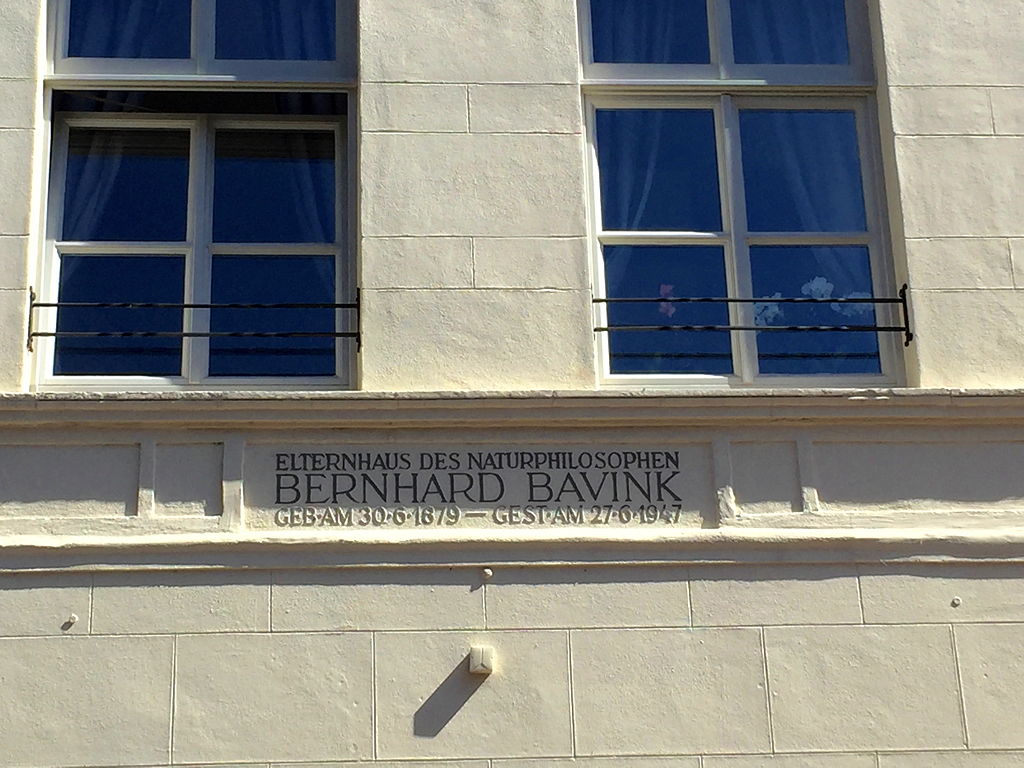 ELTERNHAUS DES NATURPHILOSOPHEN
BERNHARD BAVINK
GEB·AM 30·6·1879 — GEST·AM 27·6·1947